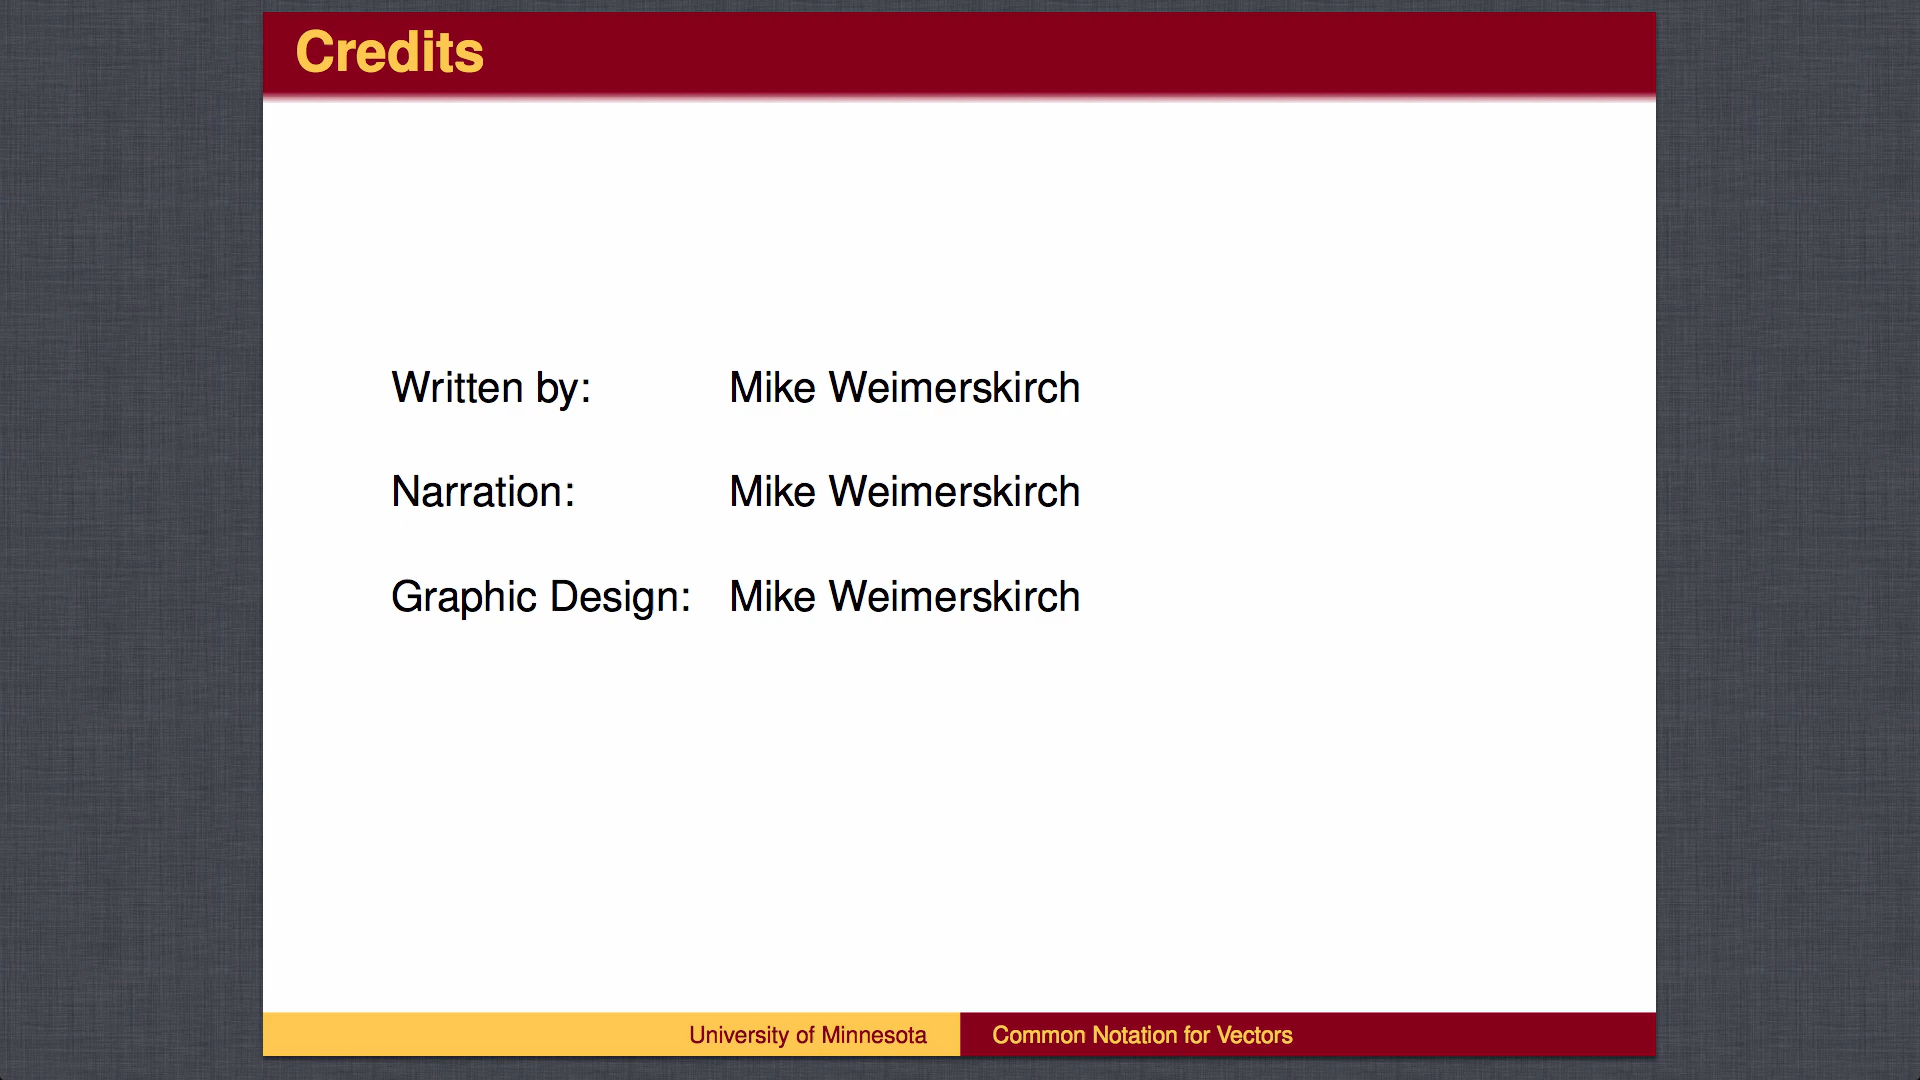 Credits
Written by: Mike Weimerskirch
Narration: Mike Weimerskirch
Graphic Design: Mike Weimerskirch
University of Minnesota Common Notation for Vectors